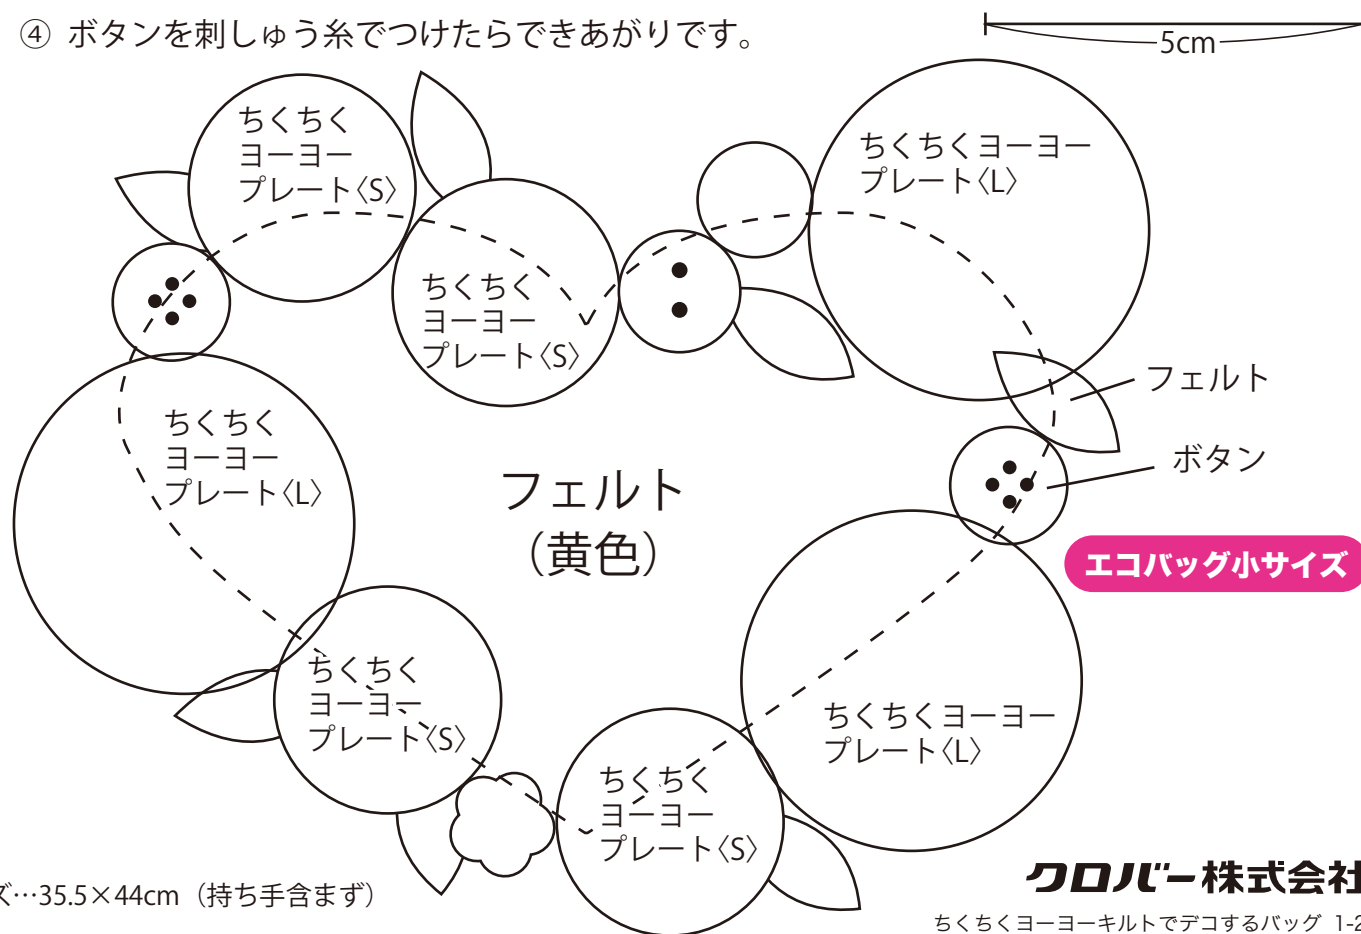 ④ ボタンを刺しゅう糸でつけたらできあがりです。
5cm
ちくちく
ヨーヨー
プレート〈S〉
ちくちくヨーヨー
プレート〈L〉
ちくちく
ヨーヨー
プレート〈S〉
フェルト
ボタン
ちくちく
ヨーヨー
プレート〈L〉
フェルト
（黄色）
エコバッグ小サイズ
ちくちく
ヨーヨー
プレート〈S〉
ちくちくヨーヨー
プレート〈L〉
ちくちく
ヨーヨー
プレート〈S〉
ズ…35.5×44cm（持ち手含まず）
クロバー株式会社
ちくちくヨーヨーキルトでデコするバッグ 1-2